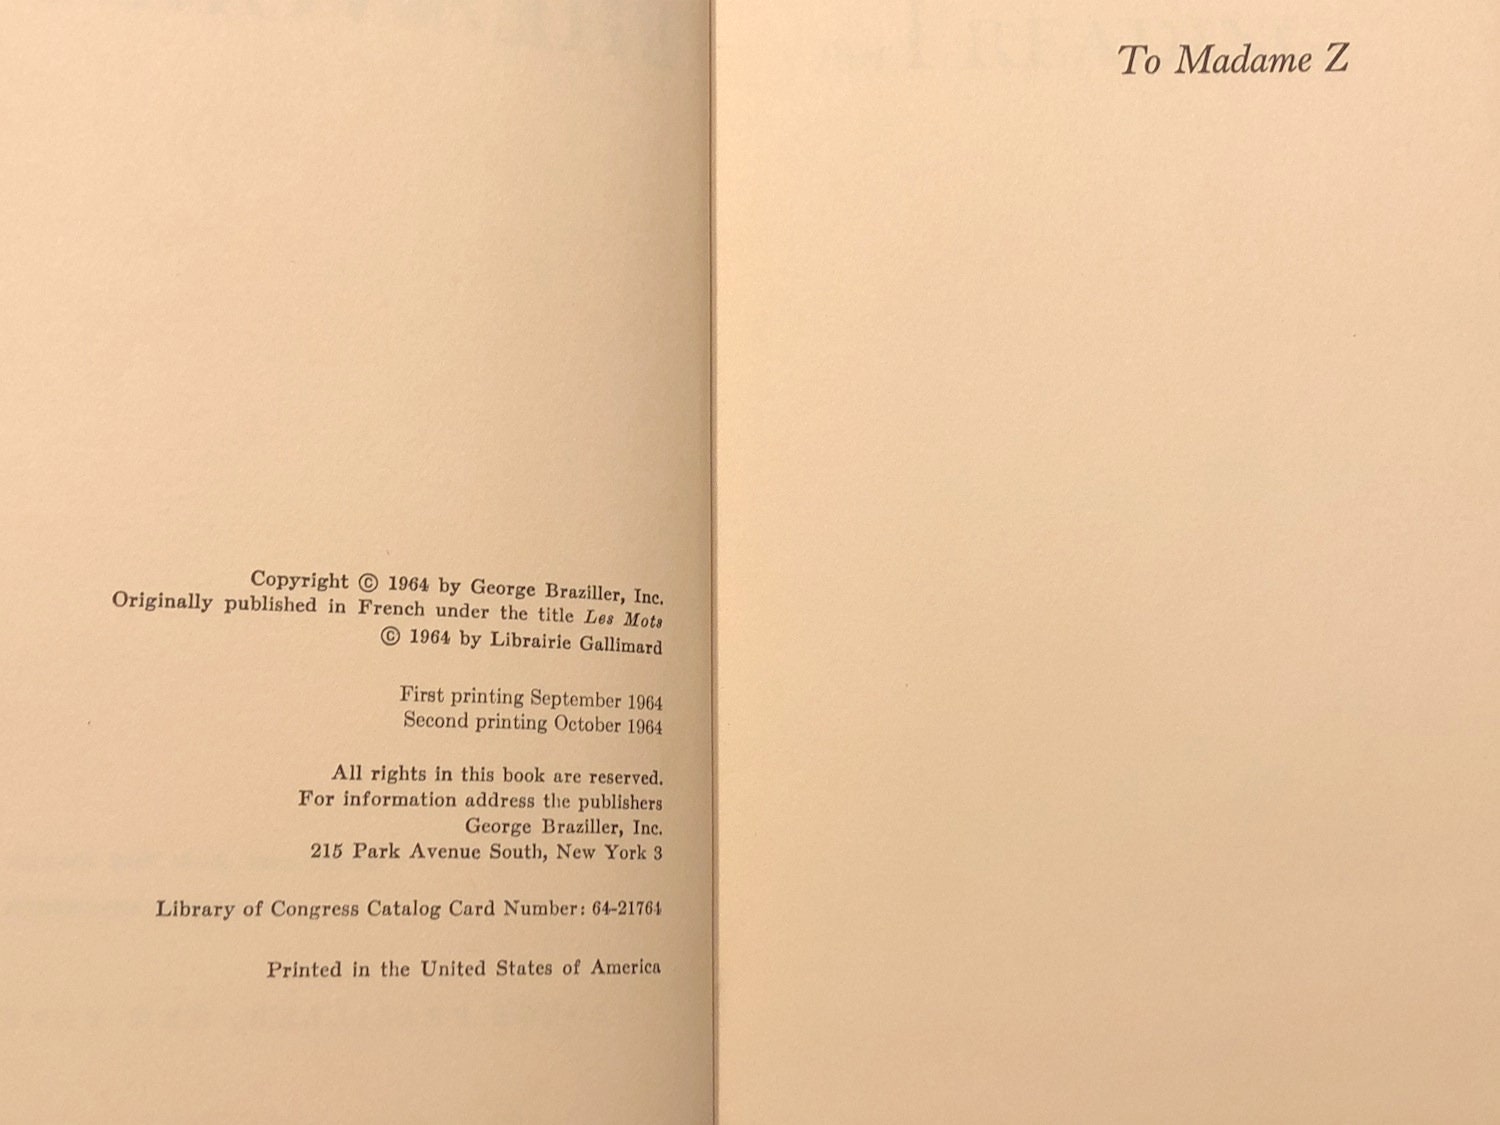 Copyright © 1964 by George Braziller, Inc.
Originally published in French under the title Les Mots
© 1964 by Librairie Gallimard
First printing September 1964
Second printing October 1964
All rights in this book are reserved.
For information address the publishers
George Braziller, Inc.
215 Park Avenue South, New York 3
Library of Congress Catalog Card Number: 64-21764
Printed in the United States of America
To Madame Z